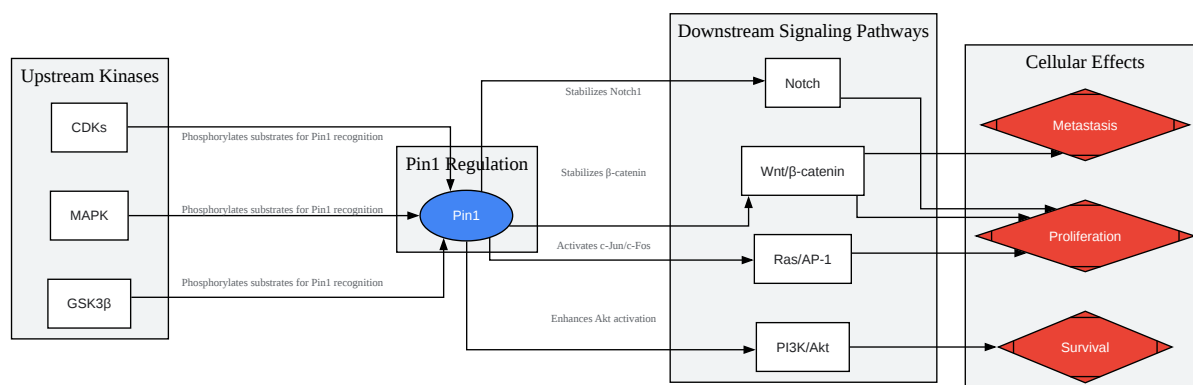 Upstream Kinases
CDKs
MAPK
GSK3β
Phosphorylates substrates for Pin1 recognition
Phosphorylates substrates for Pin1 recognition
Phosphorylates substrates for Pin1 recognition
Pin1 Regulation
Pin1
Stabilizes Notch1
Stabilizes β-catenin
Activates c-Jun/c-Fos
Enhances Akt activation
Downstream Signaling Pathways
Notch
Wnt/β-catenin
Ras/AP-1
PI3K/Akt
Cellular Effects
Metastasis
Proliferation
Survival